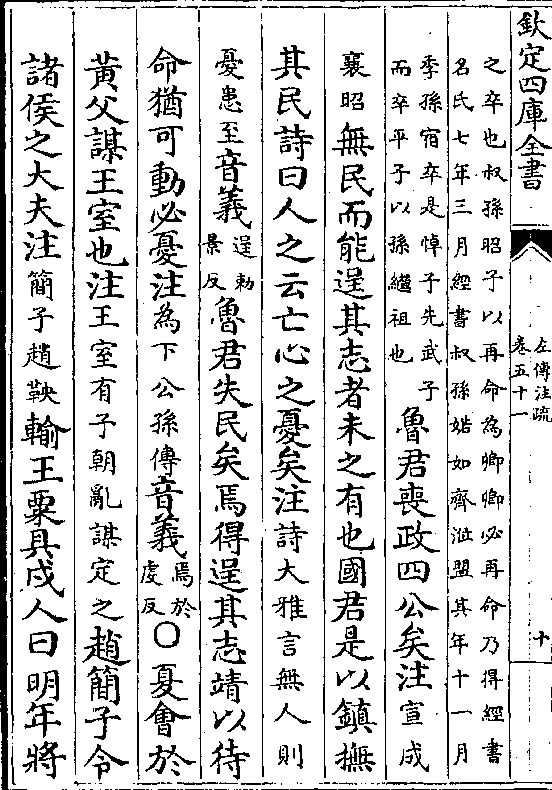 欽定四庫全書
左傳注疏
卷五十一
十
之卒也叔孫昭子以再命為卿卿必再命乃得經書
名氏七年三月經書叔孫婼如齊涖盟其年十一月
季孫宿卒是悼子先武子
而卒平子以孫繼祖也
魯君喪政四公矣注宣成
襄昭無民而能逞其志者未之有也國君是以鎮撫
其民詩曰人之云亡心之憂矣注詩大雅言無人則
憂患至音義逞勅景反魯君失民矣焉得逞其志靖以待
命猶可動必憂注為下公孫傳音義焉於虔反○夏會於
黃父謀王室也注王室有子朝亂謀定之趙簡子令
諸侯之大夫注簡子趙鞅輸王粟具戍人曰明年將